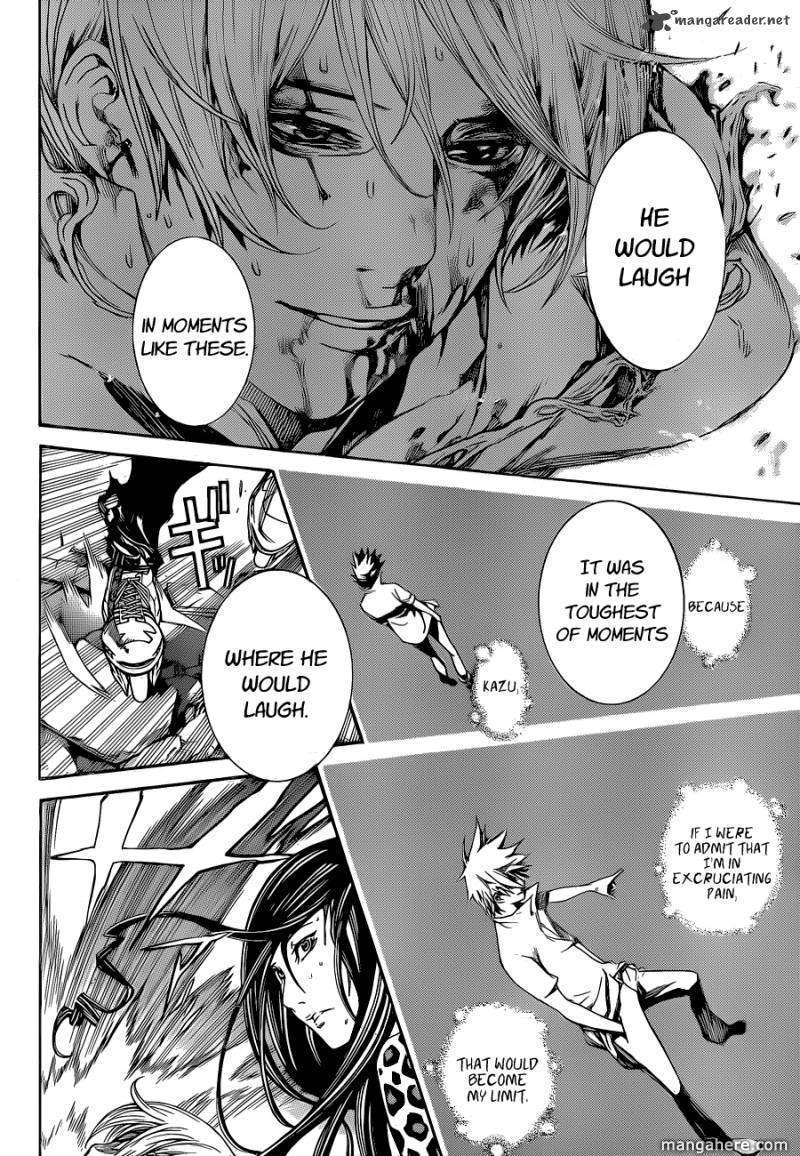 mangareader.net
HE
WOULD
LAUGH
IN MOMENTS
LIKE THESE.
BECAUSE
IT WAS
IN THE
TOUGHEST
OF MOMENTS
KAZU,
WHERE HE
WOULD
LAUGH.
ギ
IF I WERE
TO ADMIT THAT
I'M IN
EXCRUCIATING
PAIN,
THAT WOULD
BECOME
MY LIMIT.
mangahere.com